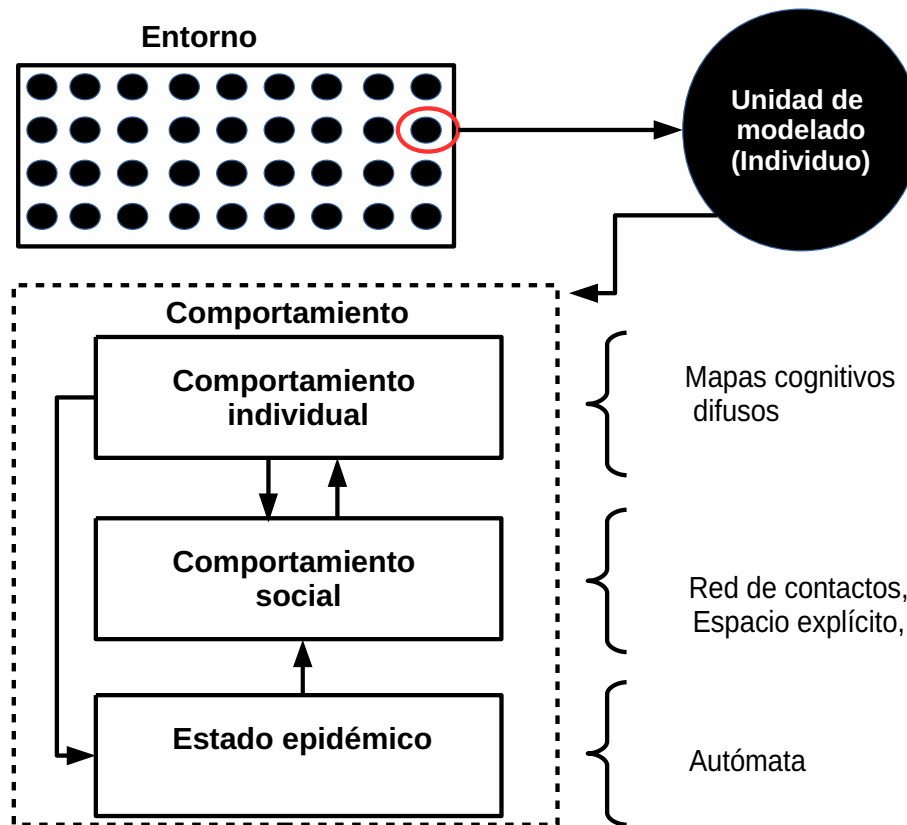 Entorno
Unidad de
modelado
(Individuo)
Comportamiento
Comportamiento
individual
Mapas cognitivos
difusos
Comportamiento
social
Red de contactos,
Espacio explícito,
Estado epidémico
Autómata